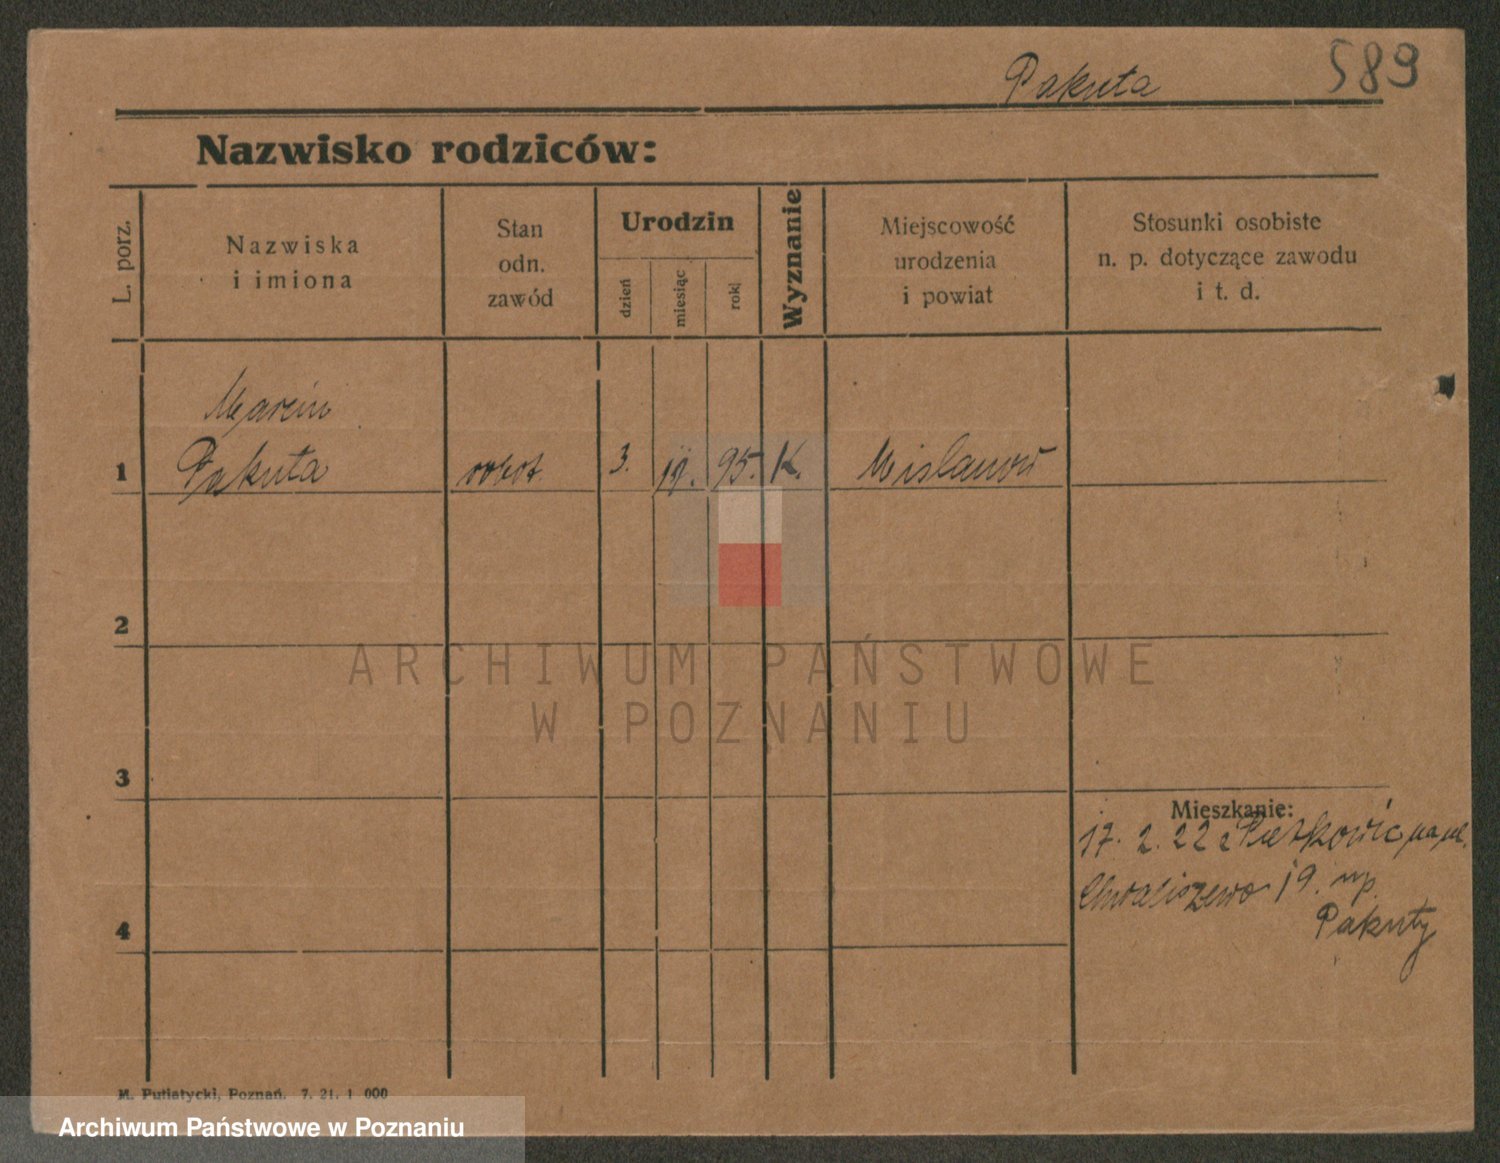 Pakuta 589
Nazwisko rodziców:
L. porz.
Nazwiska
i imiona
Stan
odn.
zawód
Urodzin
dzień
miesiąc
rok
Wyznanie
Miejscowość
urodzenia
i powiat
Stosunki osobiste
n. p. dotyczące zawodu
i t. d.
Marcin
1 Pakuta robot. 3. 95. K.
2
3
4
Mieszkanie:
17. 2. 22 z
Chwaliszewo 19. np.
Pakuty
M. Putiatycki, Poznań. 7. 21. 1 000
ARCHIWUM PAŃSTWOWE
W POZNANIU
Archiwum Państwowe w Poznaniu